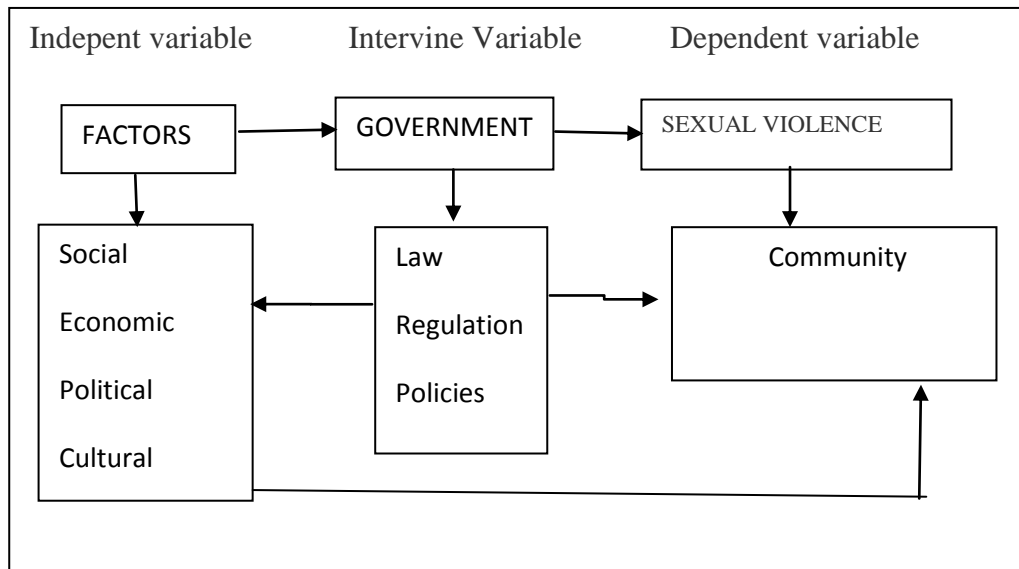 Indepent variable
Intervine Variable
Dependent variable
FACTORS
GOVERNMENT
SEXUAL VIOLENCE
Social
Economic
Political
Cultural
Law
Regulation
Policies
Community